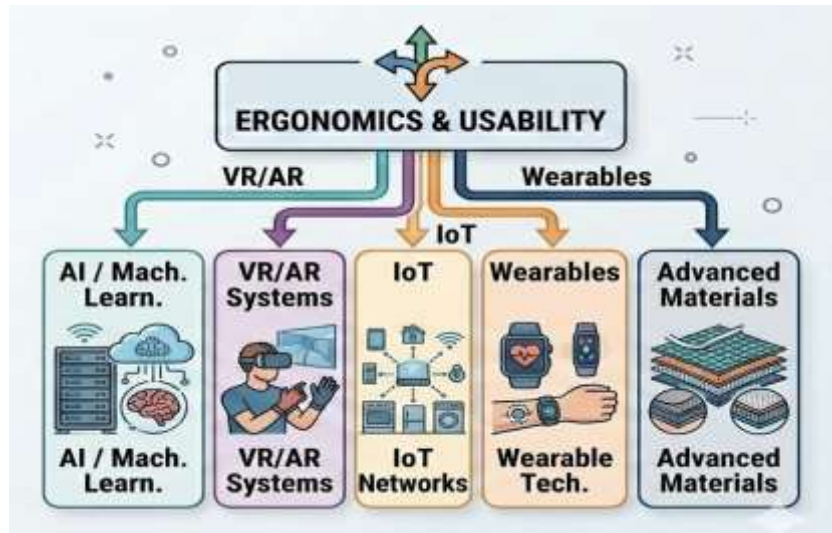 ERGONOMICS & USABILITY
VR/AR
Wearables
IoT
AI / Mach.
Learn.
VR/AR
Systems
IoT
Wearables
Advanced
Materials
AI / Mach.
Learn.
VR/AR
Systems
IoT
Networks
Wearable
Tech.
Advanced
Materials